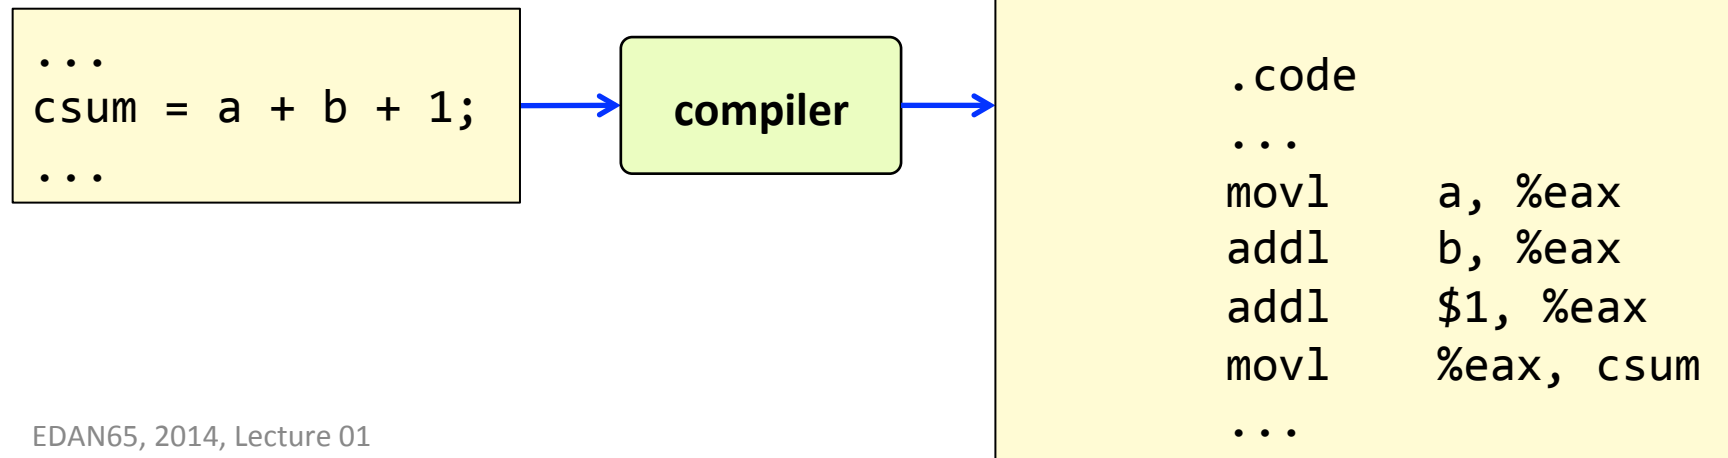 ...
csum = a + b + 1;
...
compiler
.code
...
movl a, %eax
addl b, %eax
addl $1, %eax
movl %eax, csum
...
EDAN65, 2014, Lecture 01